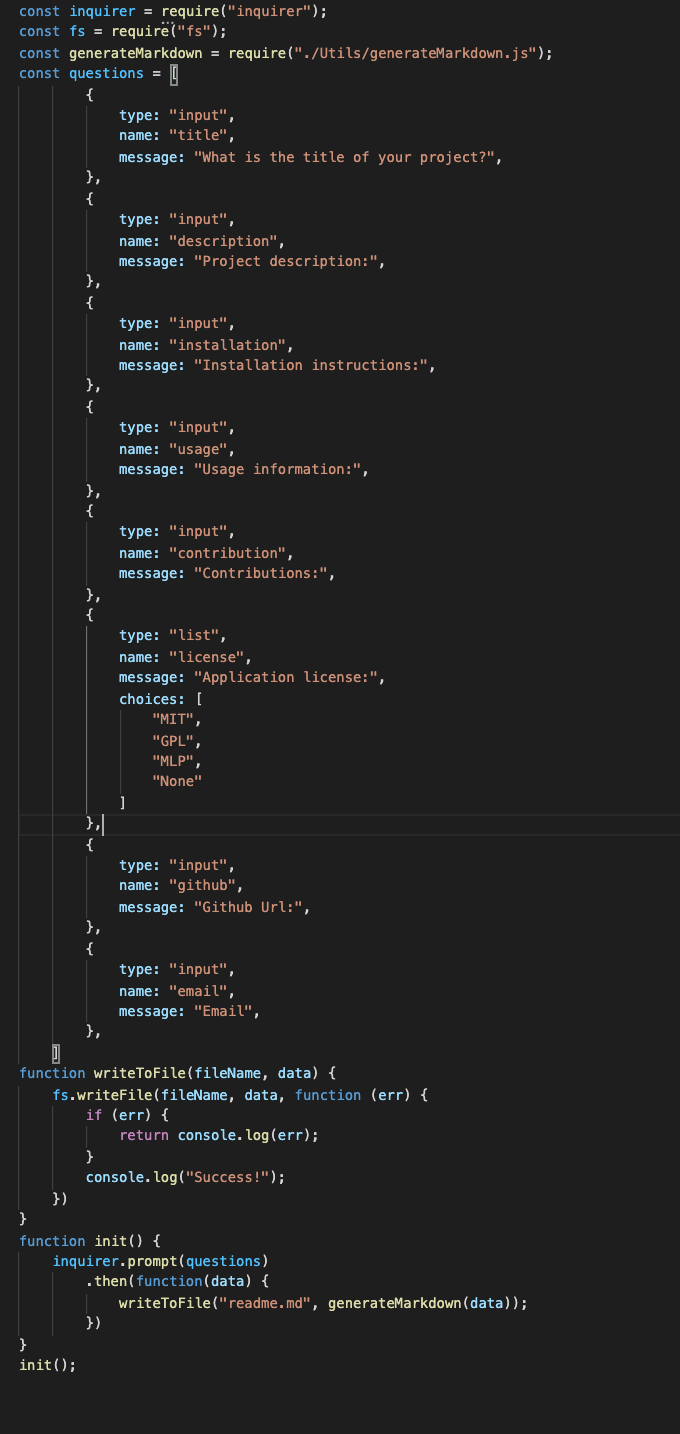 const inquirer = require("inquirer");
const fs = require("fs");
const generateMarkdown = require("./Utils/generateMarkdown.js");
const questions = [
        {
            type: "input",
            name: "title",
            message: "What is the title of your project?",
        },
        {
            type: "input",
            name: "description",
            message: "Project description:",
        },
        {
            type: "input",
            name: "installation",
            message: "Installation instructions:",
        },
        {
            type: "input",
            name: "usage",
            message: "Usage information:",
        },
        {
            type: "input",
            name: "contribution",
            message: "Contributions:",
        },
        {
            type: "list",
            name: "license",
            message: "Application license:",
            choices: [
                "MIT",
                "GPL",
                "MLP",
                "None"
            ]
        },
        {
            type: "input",
            name: "github",
            message: "Github Url:",
        },
        {
            type: "input",
            name: "email",
            message: "Email",
        },
    ]
function writeToFile(fileName, data) {
    fs.writeFile(fileName, data, function (err) {
        if (err) {
            return console.log(err);
        }
        console.log("Success!");
    })
}
function init() {
    inquirer.prompt(questions)
        .then(function(data) {
            writeToFile("readme.md", generateMarkdown(data));
        })
}
init();